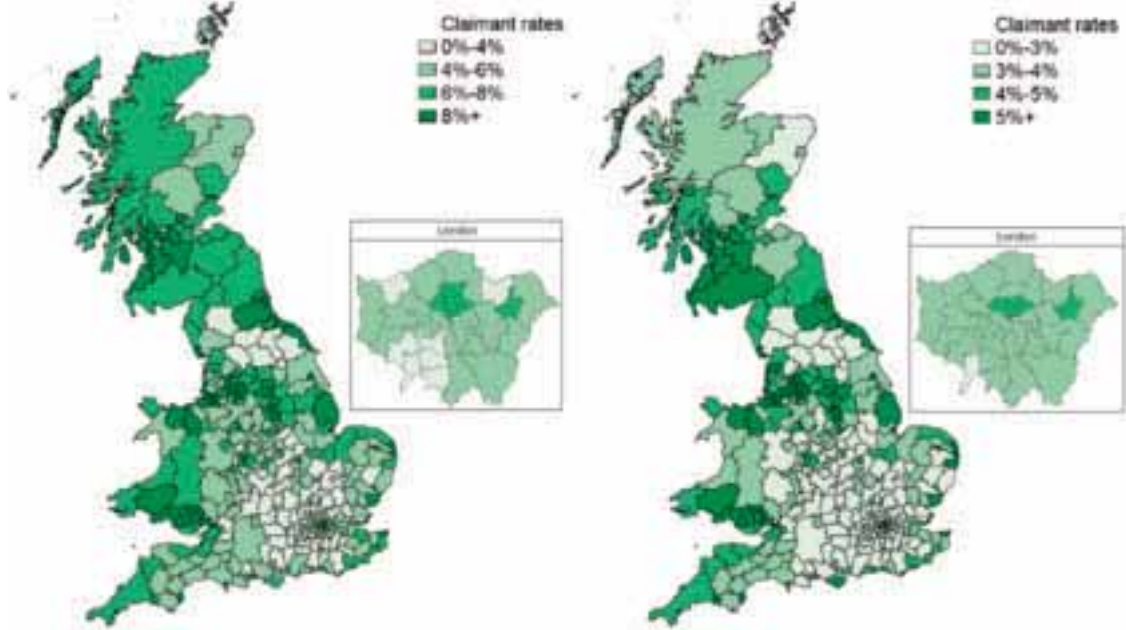 Claimant rates
0%-4%
4%-6%
6%-8%
8%+
London
Claimant rates
0%-3%
3%-4%
4%-5%
5%+
London